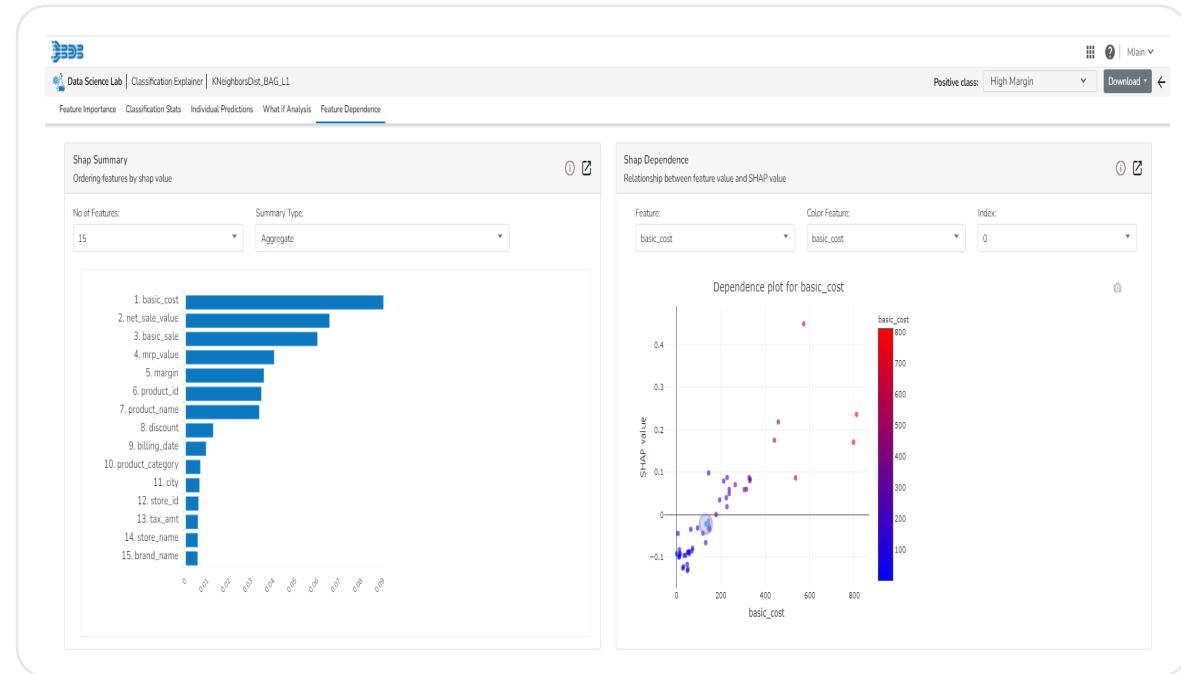 BDB
MJain
Data Science Lab | Classification Explainer | KNeighborsDist_BAG_L1
Positive class: High Margin Download
Feature Importance Classification Stats Individual Predictions What if Analysis Feature Dependence
Shap Summary
Ordering features by shap value
No of Features: Summary Type:
15 Aggregate
1. basic_cost
2. net_sale_value
3. basic_sale
4. mrp_value
5. margin
6. product_id
7. product_name
8. discount
9. billing_date
10. product_category
11. city
12. store_id
13. tax_amt
14. store_name
15. brand_name
0 0.01 0.02 0.03 0.04 0.05 0.06 0.07 0.08 0.09
Shap Dependence
Relationship between feature value and SHAP value
Feature: Color Feature: Index:
basic_cost basic_cost 0
Dependence plot for basic_cost
SHAP value
0.4
0.3
0.2
0.1
0
−0.1
0 200 400 600 800
basic_cost
basic_cost
800
700
600
500
400
300
200
100